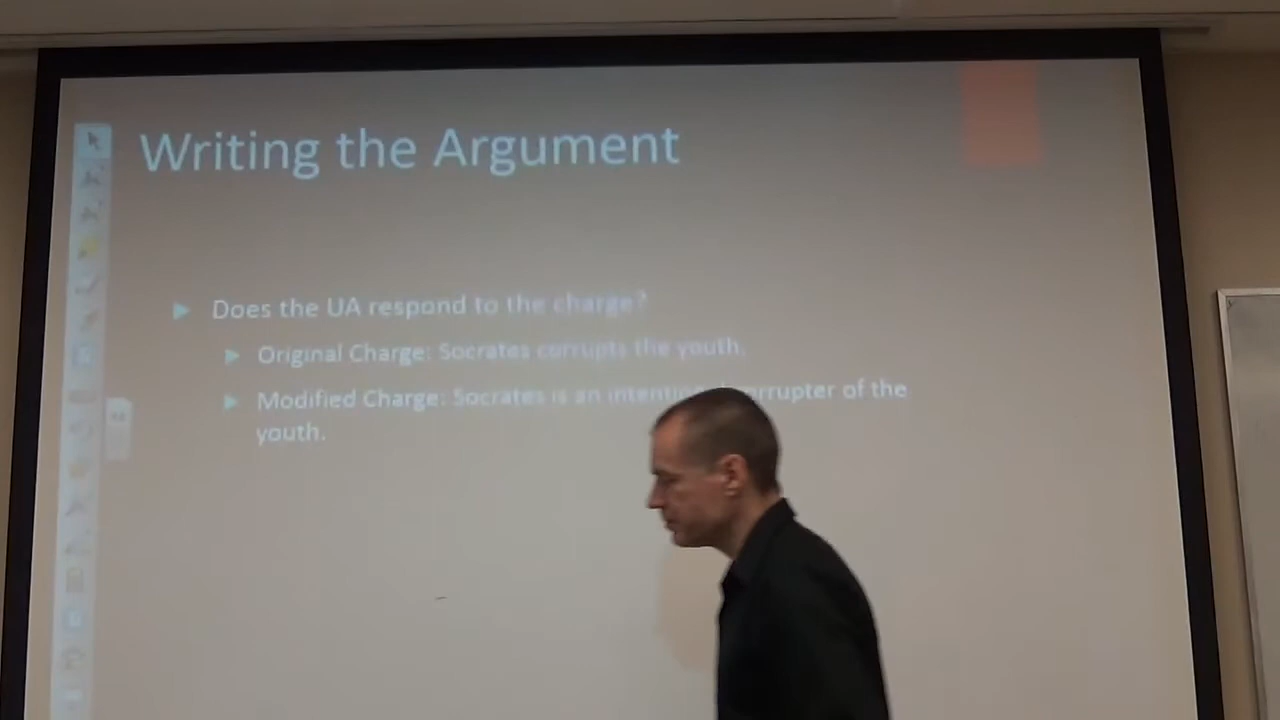 Writing the Argument
Does the UA respond to the charge?
Original Charge: Socrates corrupts the youth.
Modified Charge: Socrates is an of the
youth.